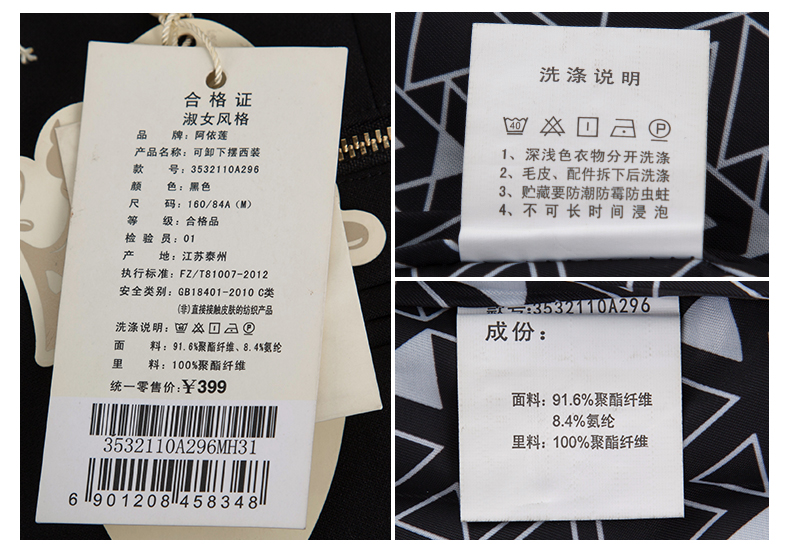 合格证
淑女风格
品 牌：阿依莲
产品名称：可卸下摆西装
款 号：3532110A296
颜 色：黑色
尺 码：160/84A（M）
等 级：合格品
检 验 员：01
产 地：江苏泰州
执行标准：FZ/T81007-2012
安全类别：GB18401-2010 C类
（非）直接接触皮肤的纺织产品
洗涤说明：
面 料：91.6%聚酯纤维、8.4%氨纶
里 料：100%聚酯纤维
统一零售价：￥399
3532110A296MH31
6 901208 458348
洗涤说明
40 P
1、深浅色衣物分开洗涤
2、毛皮、配件拆下后洗涤
3、贮藏要防潮防霉防虫蛀
4、不可长时间浸泡
款号:3532110A296
成份：
面料：91.6%聚酯纤维
8.4%氨纶
里料：100%聚酯纤维